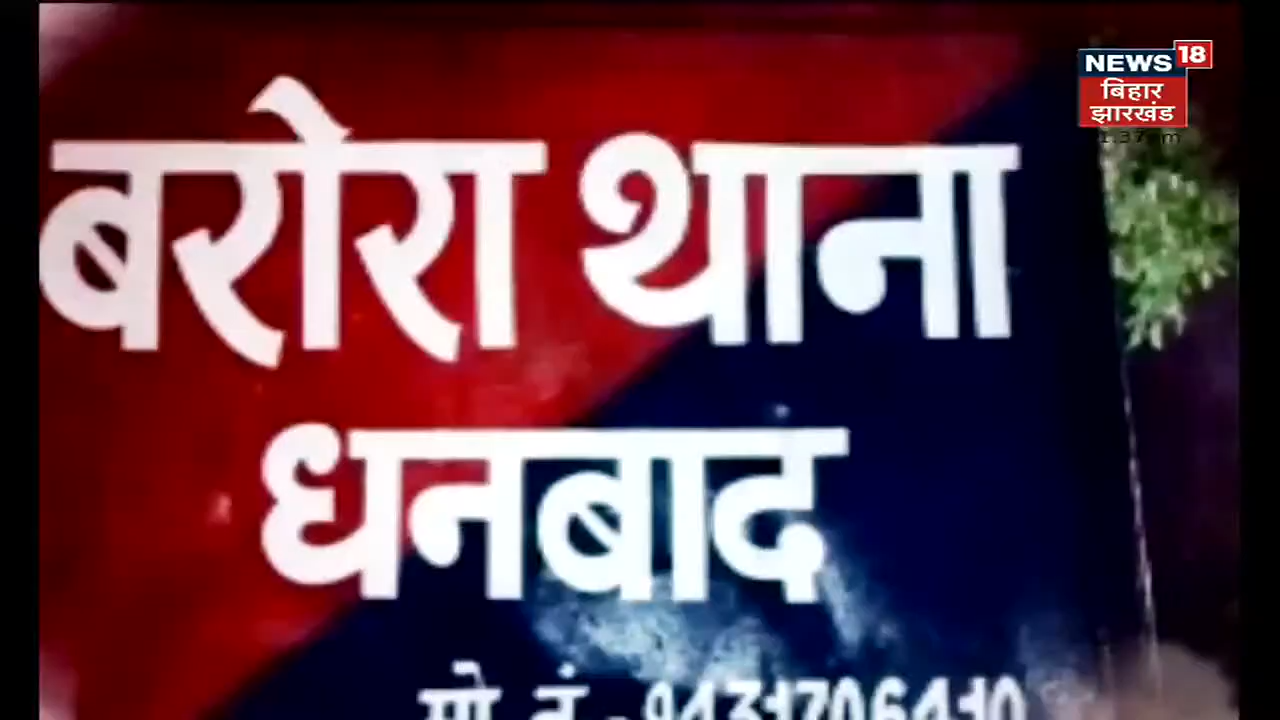 NEWS 18
बिहार
झारखंड
बरोरा थाना
धनबाद
मो. नं.- 9431706410